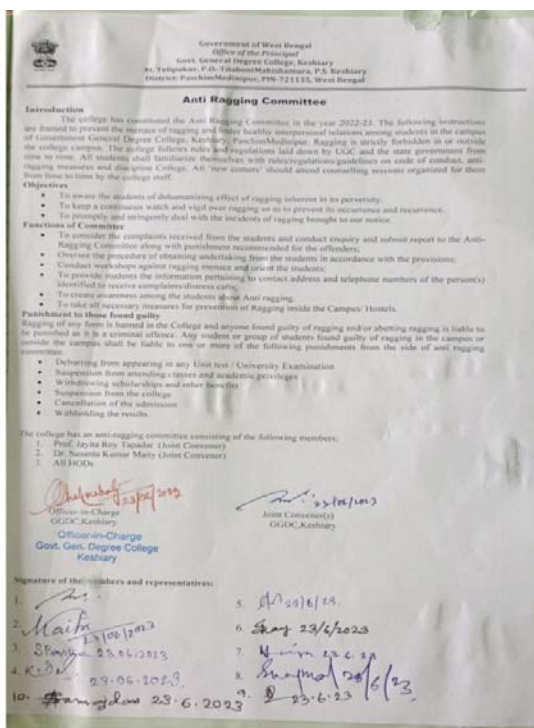 Government of West Bengal
Office of the Principal
Govt. General Degree College, Keshiary
At. Telipukur, P.O.-TilaboniMahishamura, P.S. Keshiary
District: PaschimMedinipur, PIN-721135, West Bengal
Anti Ragging Committee
Introduction
The college has constituted the Anti Ragging Committee in the year 2022-23. The following instructions
are framed to prevent the menace of ragging and foster healthy interpersonal relations among students in the campus
of Government General Degree College, Keshiary, PaschimMedinipur. Ragging is strictly forbidden in or outside
the college campus. The college follows rules and regulations laid down by UGC and the state government from
time to time. All students shall familiarize themselves with rules/regulations/guidelines on code of conduct, anti-
ragging measures and discipline College. All 'new comers' should attend counselling sessions organized for them
from time to time by the college staff.
Objectives
• To aware the students of dehumanizing effect of ragging inherent in its perversity.
• To keep a continuous watch and vigil over ragging so as to prevent its occurrence and recurrence.
• To promptly and stringently deal with the incidents of ragging brought to our notice.
Functions of Committee
• To consider the complaints received from the students and conduct enquiry and submit report to the Anti-
Ragging Committee along with punishment recommended for the offenders;
• Oversee the procedure of obtaining undertaking from the students in accordance with the provisions;
• Conduct workshops against ragging menace and orient the students;
• To provide students the information pertaining to contact address and telephone numbers of the person(s)
identified to receive complaints/distress calls;
• To create awareness among the students about Anti-ragging.
• To take all necessary measures for prevention of Ragging inside the Campus/ Hostels.
Punishment to those found guilty
Ragging of any form is banned in the College and anyone found guilty of ragging and/or abetting ragging is liable to
be punished as it is a criminal offence. Any student or group of students found guilty of ragging in the campus or
outside the campus shall be liable to one or more of the following punishments from the side of anti ragging
committee.
• Debarring from appearing in any Unit test / University Examination
• Suspension from attending classes and academic privileges
• Withdrawing scholarships and other benefits
• Suspension from the college
• Cancellation of the admission
• Withholding the results.
The college has an anti-ragging committee consisting of the following members:
1. Prof. Jayita Roy Tapadar (Joint Convener)
2. Dr. Susanta Kumar Maity (Joint Convener)
3. All HODs
23/06/2023
23/06/2023
Officer-in-Charge
GGDC, Keshiary
Joint Convener(s)
GGDC, Keshiary
Officer-in-Charge
Govt. Gen. Degree College
Keshiary
Signature of the members and representatives:
1.
2. Maity 23/06/2023
3. 23.06.2023
4. 23.06.2023.
5. 23/6/23.
6. 23/6/2023
7. 23.6.23
8.
9. 23.6.23
10. 23.6.2023